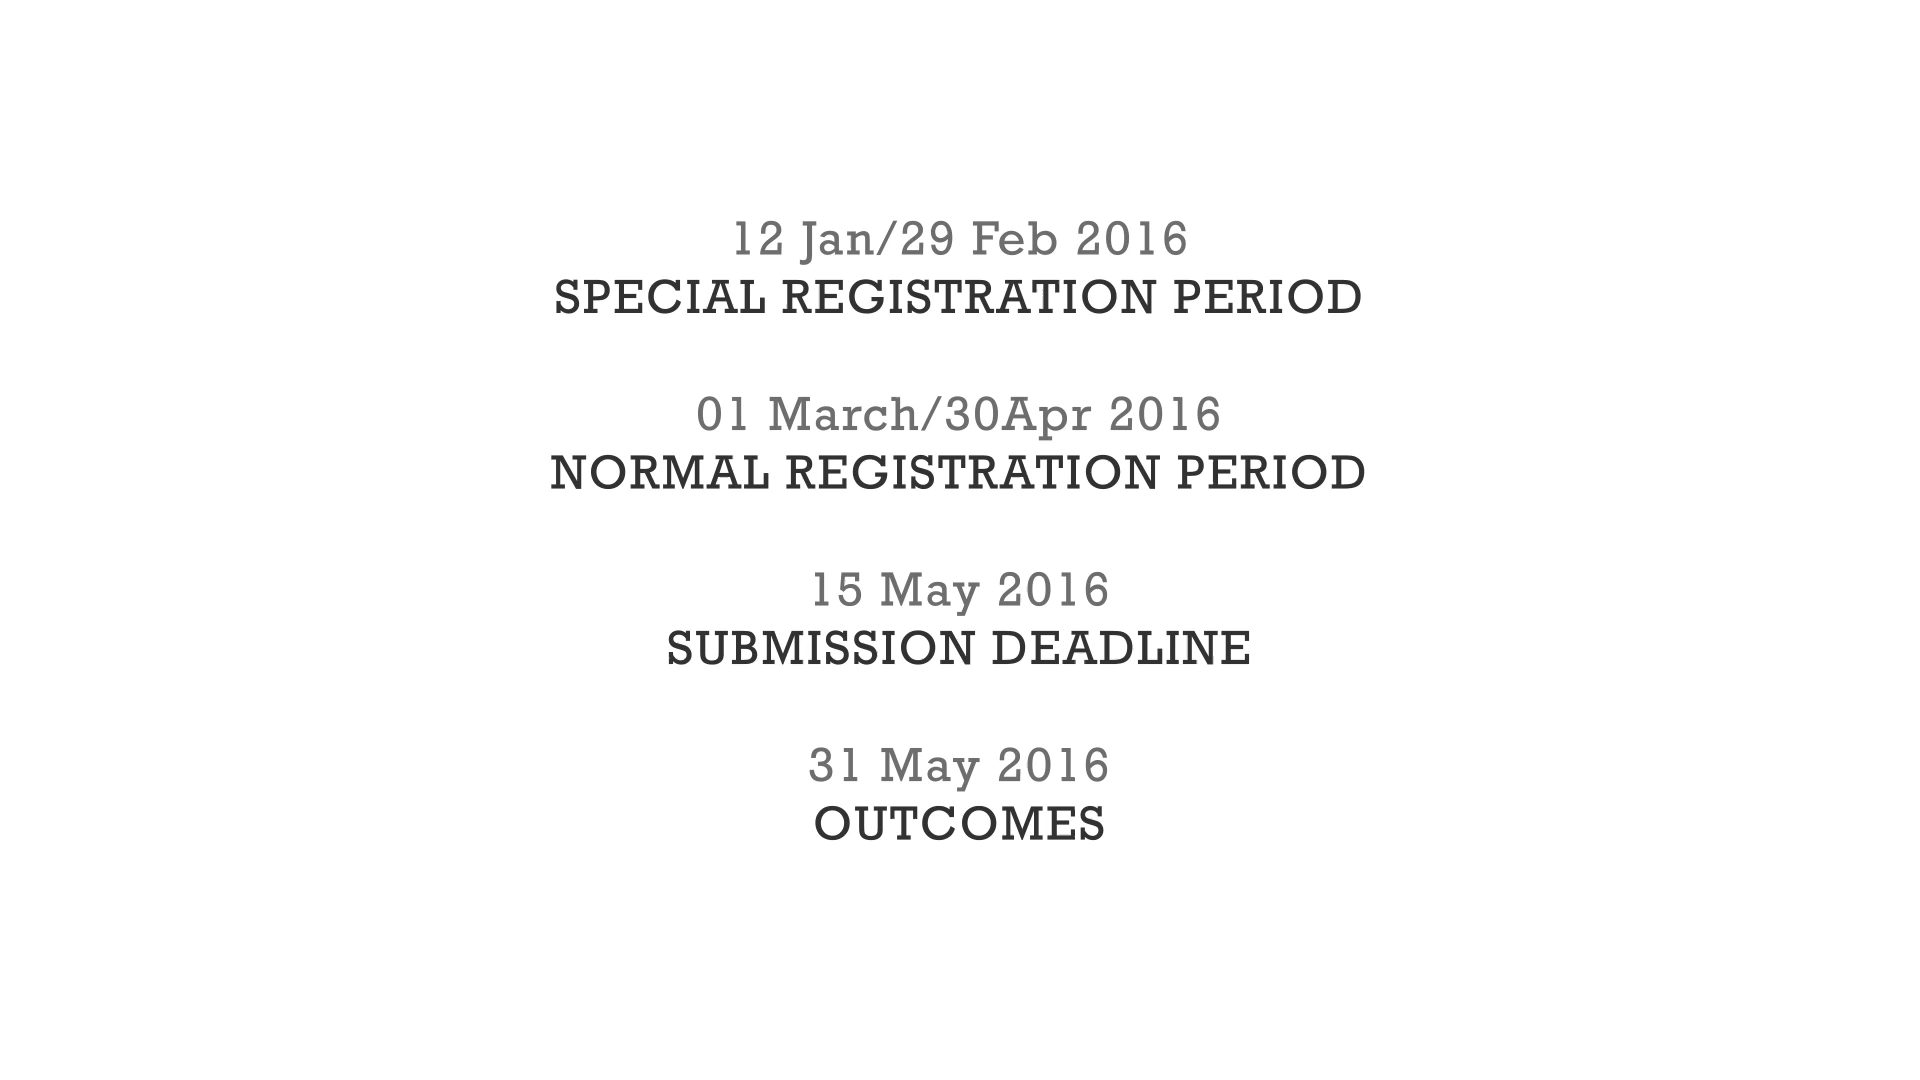 12 Jan/29 Feb 2016
SPECIAL REGISTRATION PERIOD
01 March/30Apr 2016
NORMAL REGISTRATION PERIOD
15 May 2016
SUBMISSION DEADLINE
31 May 2016
OUTCOMES